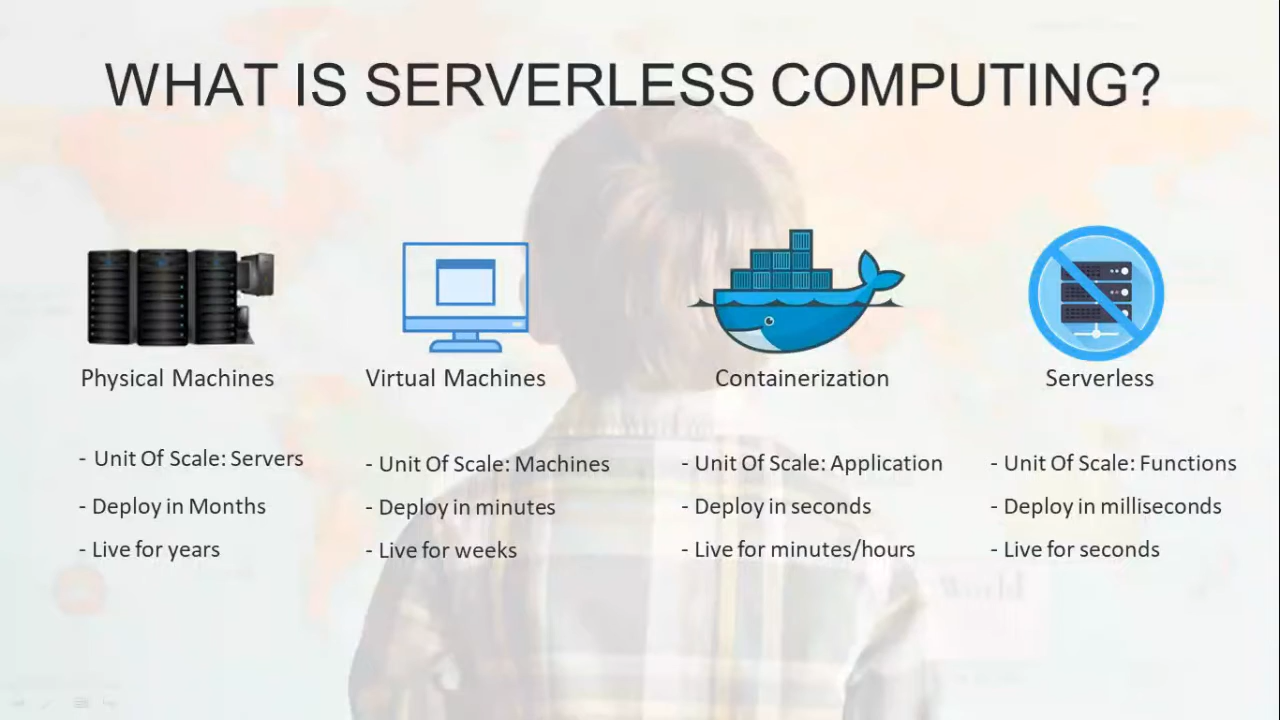 WHAT IS SERVERLESS COMPUTING?
Physical Machines
- Unit Of Scale: Servers
- Deploy in Months
- Live for years
Virtual Machines
- Unit Of Scale: Machines
- Deploy in minutes
- Live for weeks
Containerization
- Unit Of Scale: Application
- Deploy in seconds
- Live for minutes/hours
Serverless
- Unit Of Scale: Functions
- Deploy in milliseconds
- Live for seconds